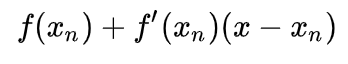 f(xₙ) + f′(xₙ)(x − xₙ)